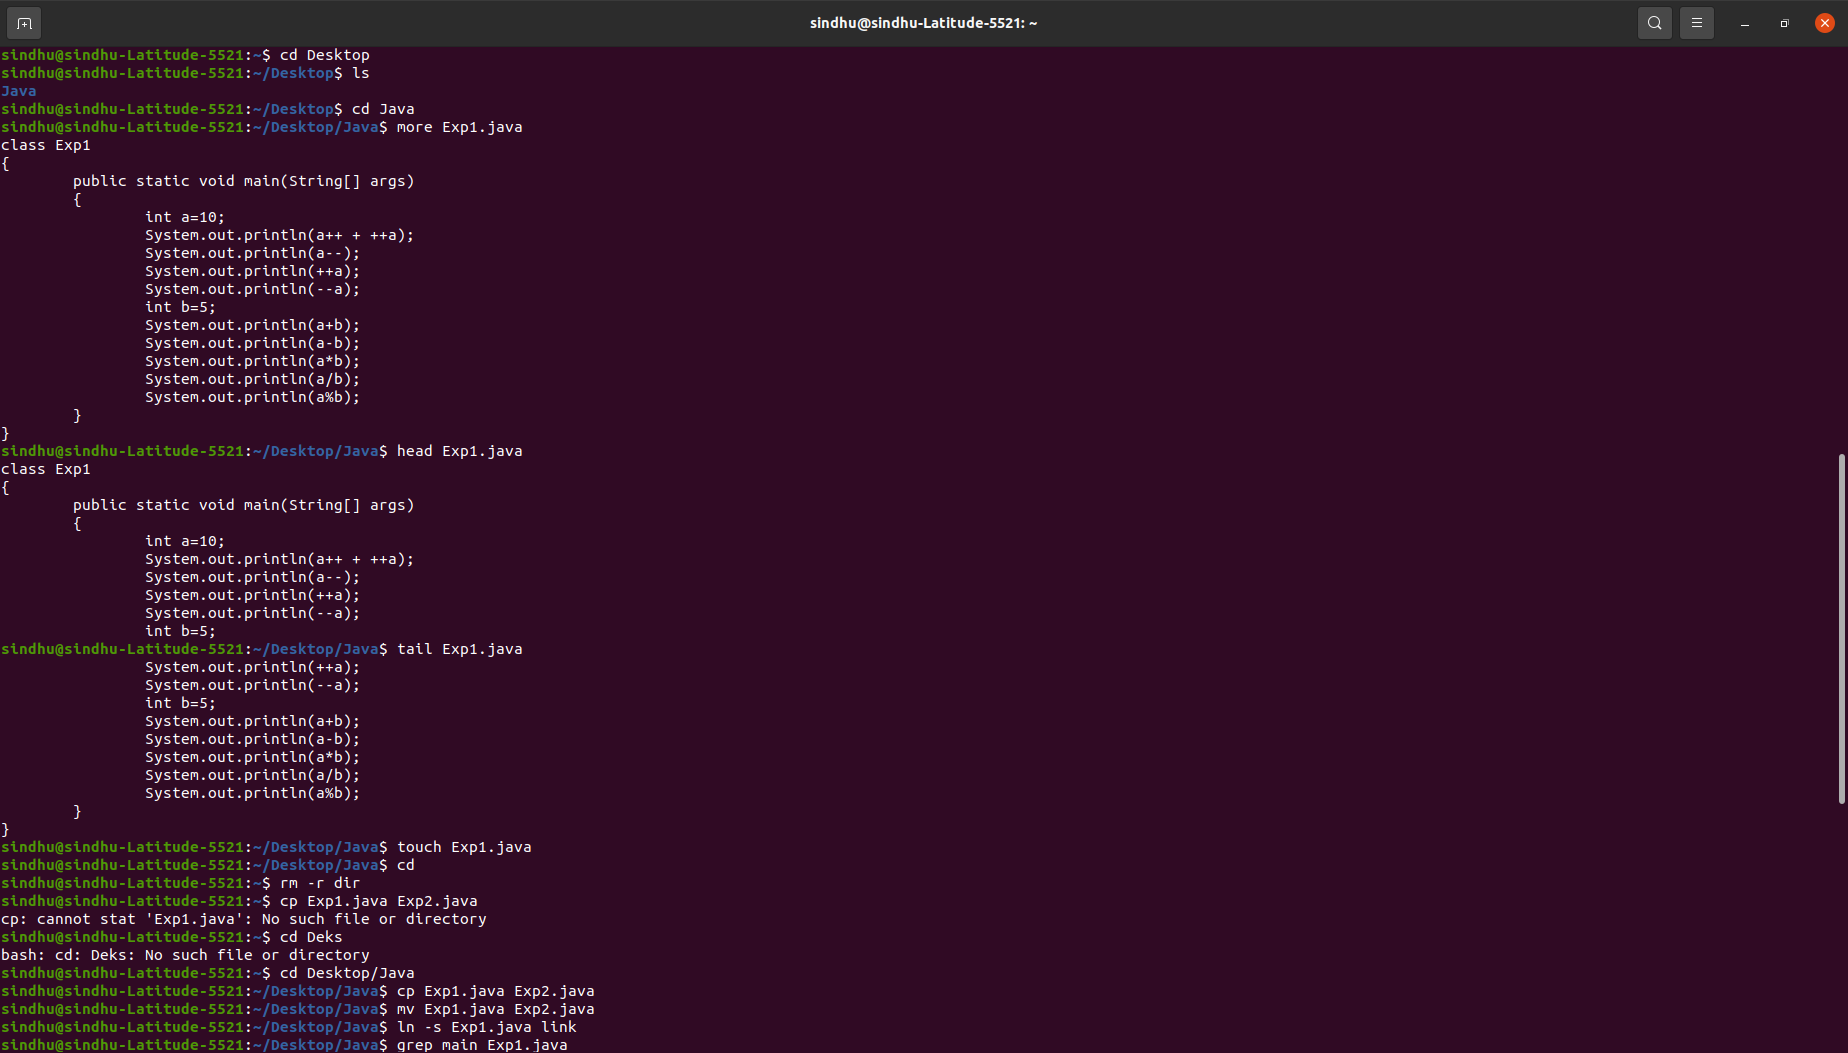 sindhu@sindhu-Latitude-5521: ~
sindhu@sindhu-Latitude-5521:~$ cd Desktop
sindhu@sindhu-Latitude-5521:~/Desktop$ ls
Java
sindhu@sindhu-Latitude-5521:~/Desktop$ cd Java
sindhu@sindhu-Latitude-5521:~/Desktop/Java$ more Exp1.java
class Exp1
{
        public static void main(String[] args)
        {
                int a=10;
                System.out.println(a++ + ++a);
                System.out.println(a--);
                System.out.println(++a);
                System.out.println(--a);
                int b=5;
                System.out.println(a+b);
                System.out.println(a-b);
                System.out.println(a*b);
                System.out.println(a/b);
                System.out.println(a%b);
        }
}
sindhu@sindhu-Latitude-5521:~/Desktop/Java$ head Exp1.java
class Exp1
{
        public static void main(String[] args)
        {
                int a=10;
                System.out.println(a++ + ++a);
                System.out.println(a--);
                System.out.println(++a);
                System.out.println(--a);
                int b=5;
sindhu@sindhu-Latitude-5521:~/Desktop/Java$ tail Exp1.java
                System.out.println(++a);
                System.out.println(--a);
                int b=5;
                System.out.println(a+b);
                System.out.println(a-b);
                System.out.println(a*b);
                System.out.println(a/b);
                System.out.println(a%b);
        }
}
sindhu@sindhu-Latitude-5521:~/Desktop/Java$ touch Exp1.java
sindhu@sindhu-Latitude-5521:~/Desktop/Java$ cd
sindhu@sindhu-Latitude-5521:~$ rm -r dir
sindhu@sindhu-Latitude-5521:~$ cp Exp1.java Exp2.java
cp: cannot stat 'Exp1.java': No such file or directory
sindhu@sindhu-Latitude-5521:~$ cd Deks
bash: cd: Deks: No such file or directory
sindhu@sindhu-Latitude-5521:~$ cd Desktop/Java
sindhu@sindhu-Latitude-5521:~/Desktop/Java$ cp Exp1.java Exp2.java
sindhu@sindhu-Latitude-5521:~/Desktop/Java$ mv Exp1.java Exp2.java
sindhu@sindhu-Latitude-5521:~/Desktop/Java$ ln -s Exp1.java link
sindhu@sindhu-Latitude-5521:~/Desktop/Java$ grep main Exp1.java